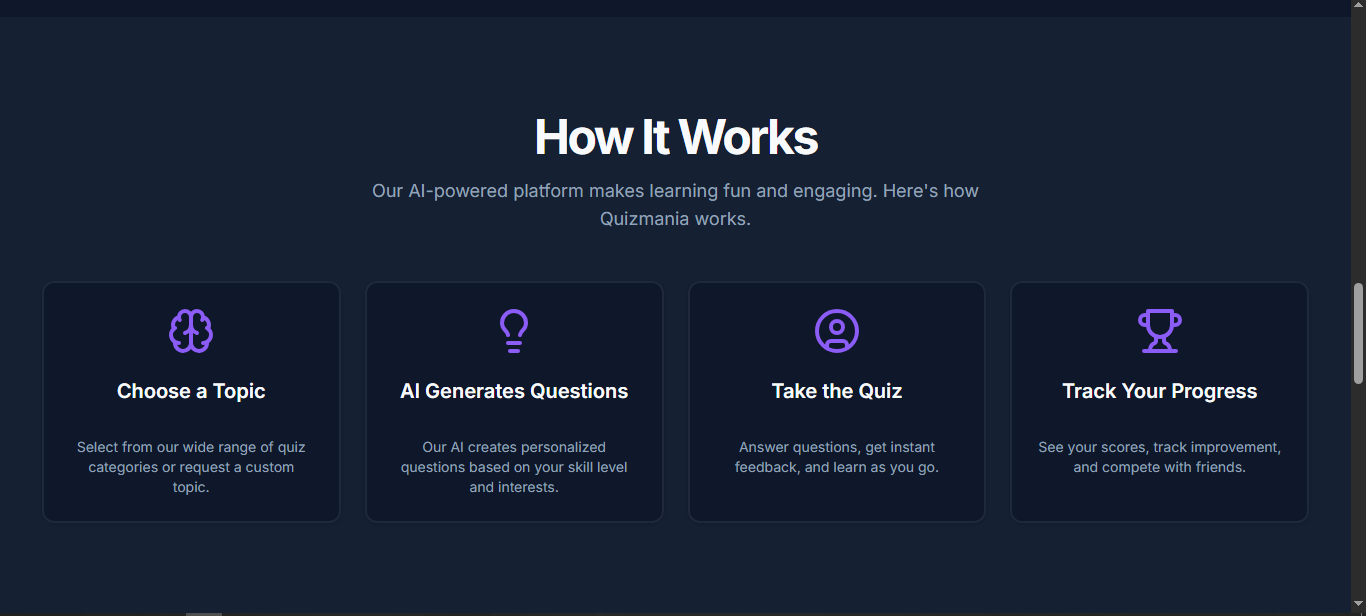 How It Works
Our AI-powered platform makes learning fun and engaging. Here's how
Quizmania works.
Choose a Topic
Select from our wide range of quiz
categories or request a custom
topic.
AI Generates Questions
Our AI creates personalized
questions based on your skill level
and interests.
Take the Quiz
Answer questions, get instant
feedback, and learn as you go.
Track Your Progress
See your scores, track improvement,
and compete with friends.